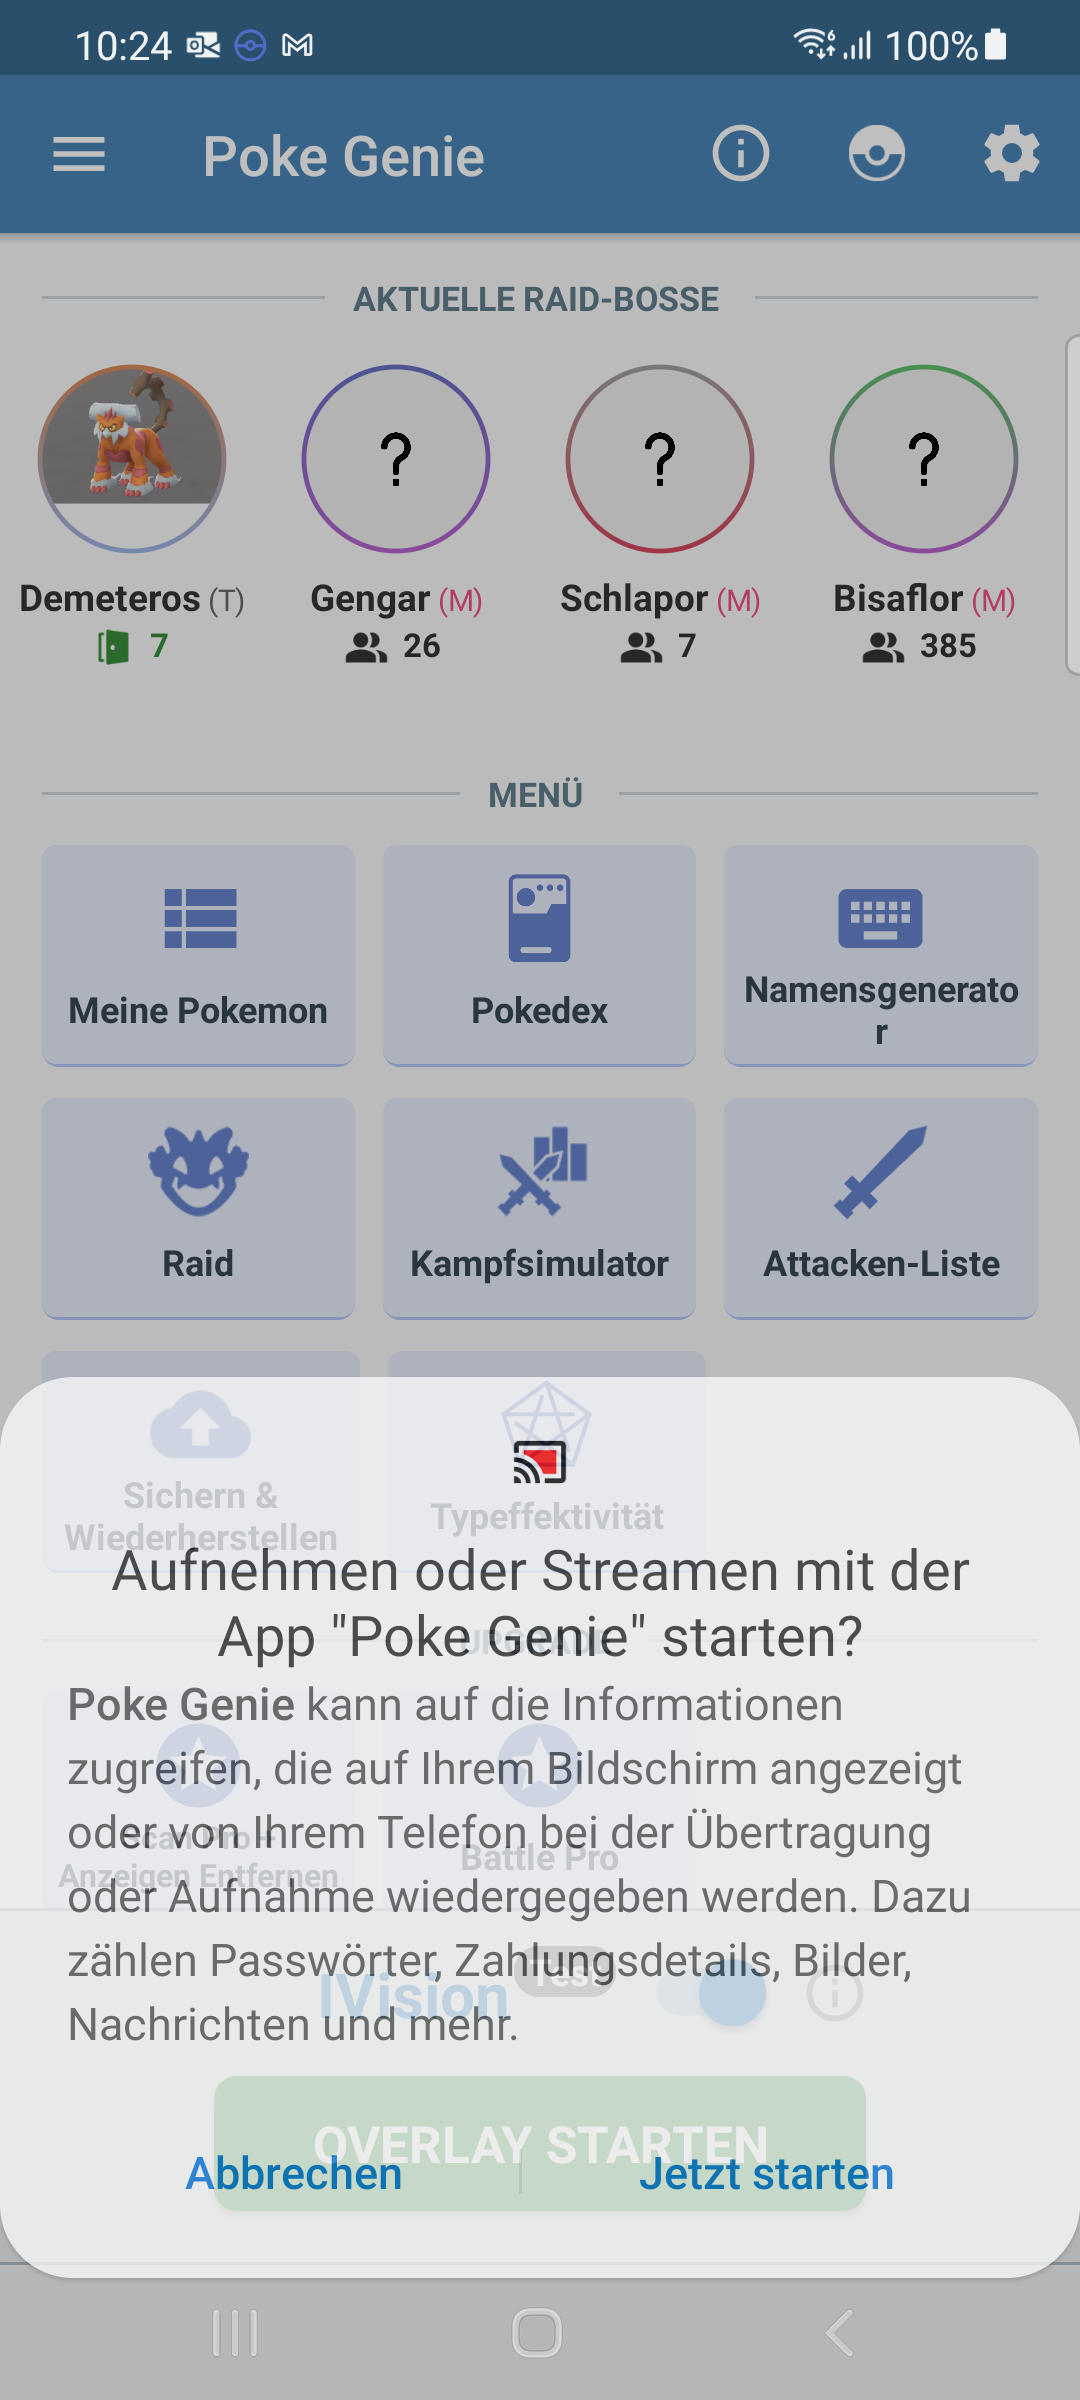 10:24 100%
Poke Genie
AKTUELLE RAID-BOSSE
Demeteros (T) Gengar (M) Schlapor (M) Bisaflor (M)
7 26 7 385
MENÜ
Meine Pokemon Pokedex Namensgenerato
r
Raid Kampfsimulator Attacken-Liste
Sichern &
Wiederherstellen
Typeffektivität
Aufnehmen oder Streamen mit der
App "Poke Genie" starten?
UPGRADE
Poke Genie kann auf die Informationen
zugreifen, die auf Ihrem Bildschirm angezeigt
oder von Ihrem Telefon bei der Übertragung
oder Aufnahme wiedergegeben werden. Dazu
zählen Passwörter, Zahlungsdetails, Bilder,
Nachrichten und mehr.
Scan Pro +
Anzeigen Entfernen
Battle Pro
IVision Test
OVERLAY STARTEN
Abbrechen Jetzt starten